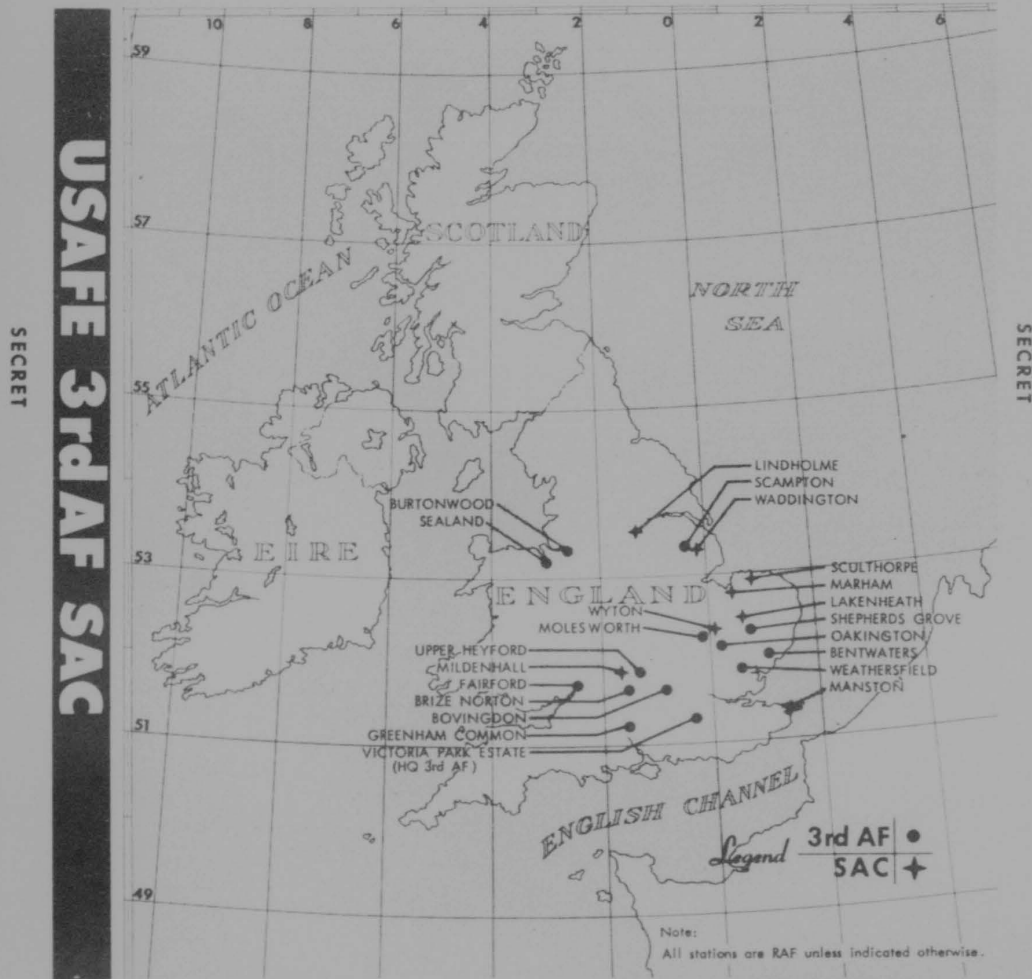 USAFE 3rd AF SAC
SECRET
SECRET
10
8
6
4
2
0
2
4
6
59
57
55
53
51
49
SCOTLAND
ATLANTIC OCEAN
NORTH
SEA
EIRE
ENGLAND
ENGLISH CHANNEL
LINDHOLME
SCAMPTON
WADDINGTON
BURTONWOOD
SEALAND
SCULTHORPE
MARHAM
LAKENHEATH
SHEPHERDS GROVE
OAKINGTON
BENTWATERS
WEATHERSFIELD
MANSTON
WYTON
MOLESWORTH
UPPER HEYFORD
MILDENHALL
FAIRFORD
BRIZE NORTON
BOVINGDON
GREENHAM COMMON
VICTORIA PARK ESTATE
(HQ 3rd AF)
Legend 3rd AF
SAC
Note:
All stations are RAF unless indicated otherwise.